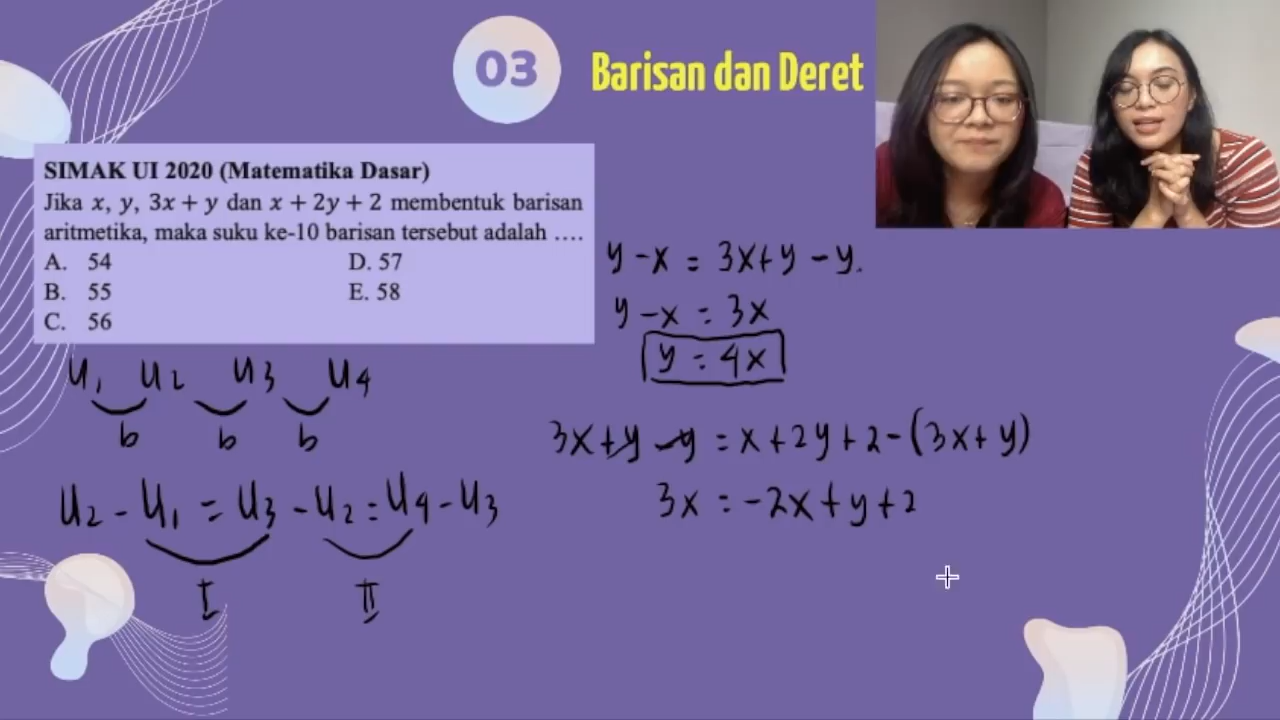 03
Barisan dan Deret
SIMAK UI 2020 (Matematika Dasar)
Jika x, y, 3x + y dan x + 2y + 2 membentuk barisan
aritmetika, maka suku ke-10 barisan tersebut adalah ….
A. 54
D. 57
B. 55
E. 58
C. 56
U₁ U₂ U₃ U₄
b b b
U₂ - U₁ = U₃ - U₂ = U₄ - U₃
I II
y - x = 3x + y - y.
y - x = 3x
y = 4x
3x + y - y = x + 2y + 2 - (3x + y)
3x = -2x + y + 2